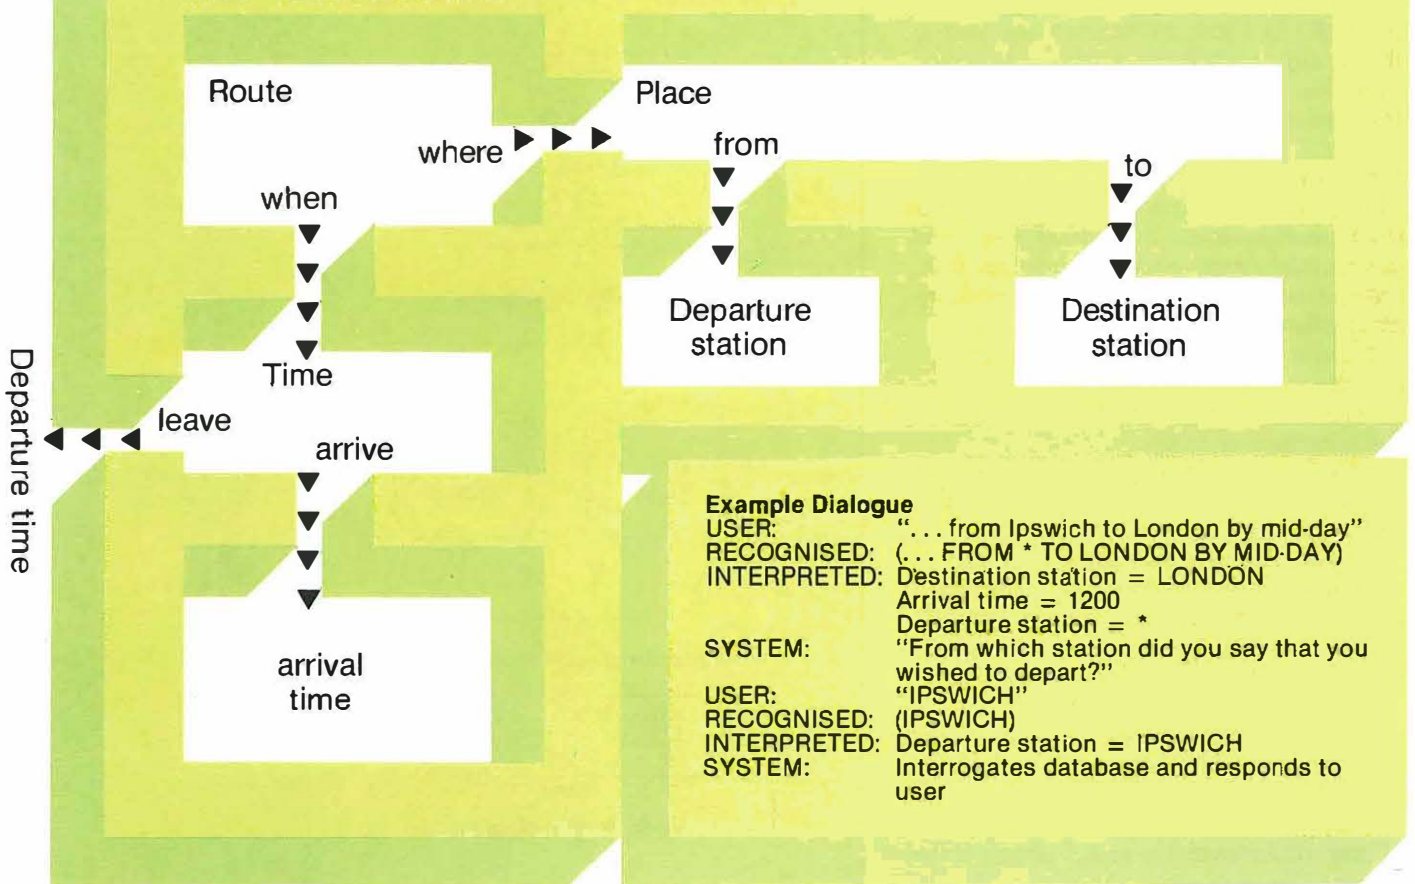 Route
Place
where
from
to
when
Departure
station
Destination
station
Time
leave
Departure time
arrive
arrival
time
Example Dialogue
USER: “... from Ipswich to London by mid-day”
RECOGNISED: (... FROM * TO LONDON BY MID-DAY)
INTERPRETED: Destination station = LONDON
Arrival time = 1200
Departure station = *
SYSTEM: “From which station did you say that you
wished to depart?”
USER: “IPSWICH”
RECOGNISED: (IPSWICH)
INTERPRETED: Departure station = IPSWICH
SYSTEM: Interrogates database and responds to
user